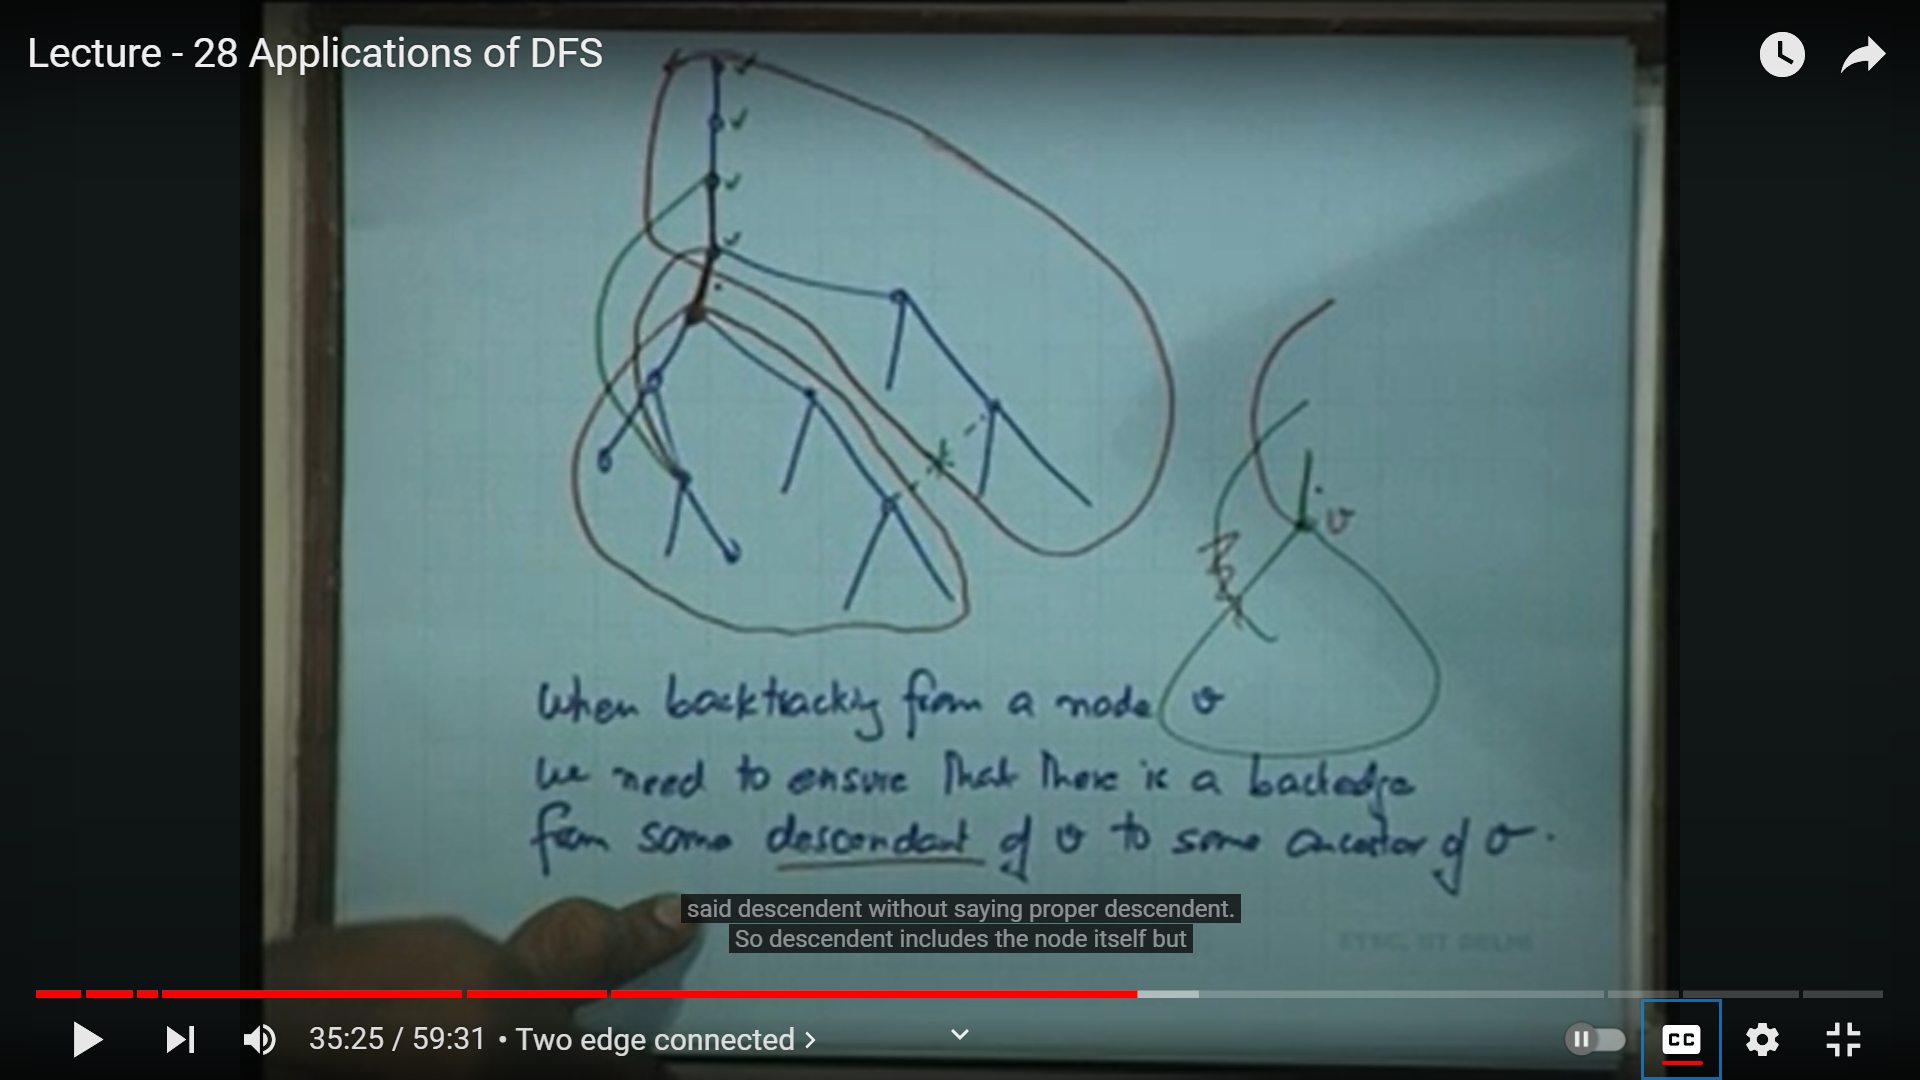 Lecture - 28 Applications of DFS
v
When backtracking from a node v
we need to ensure that there is a backedge
from some descendant of v to some ancestor of v.
said descendent without saying proper descendent.
So descendent includes the node itself but
35:25 / 59:31 • Two edge connected >
CC